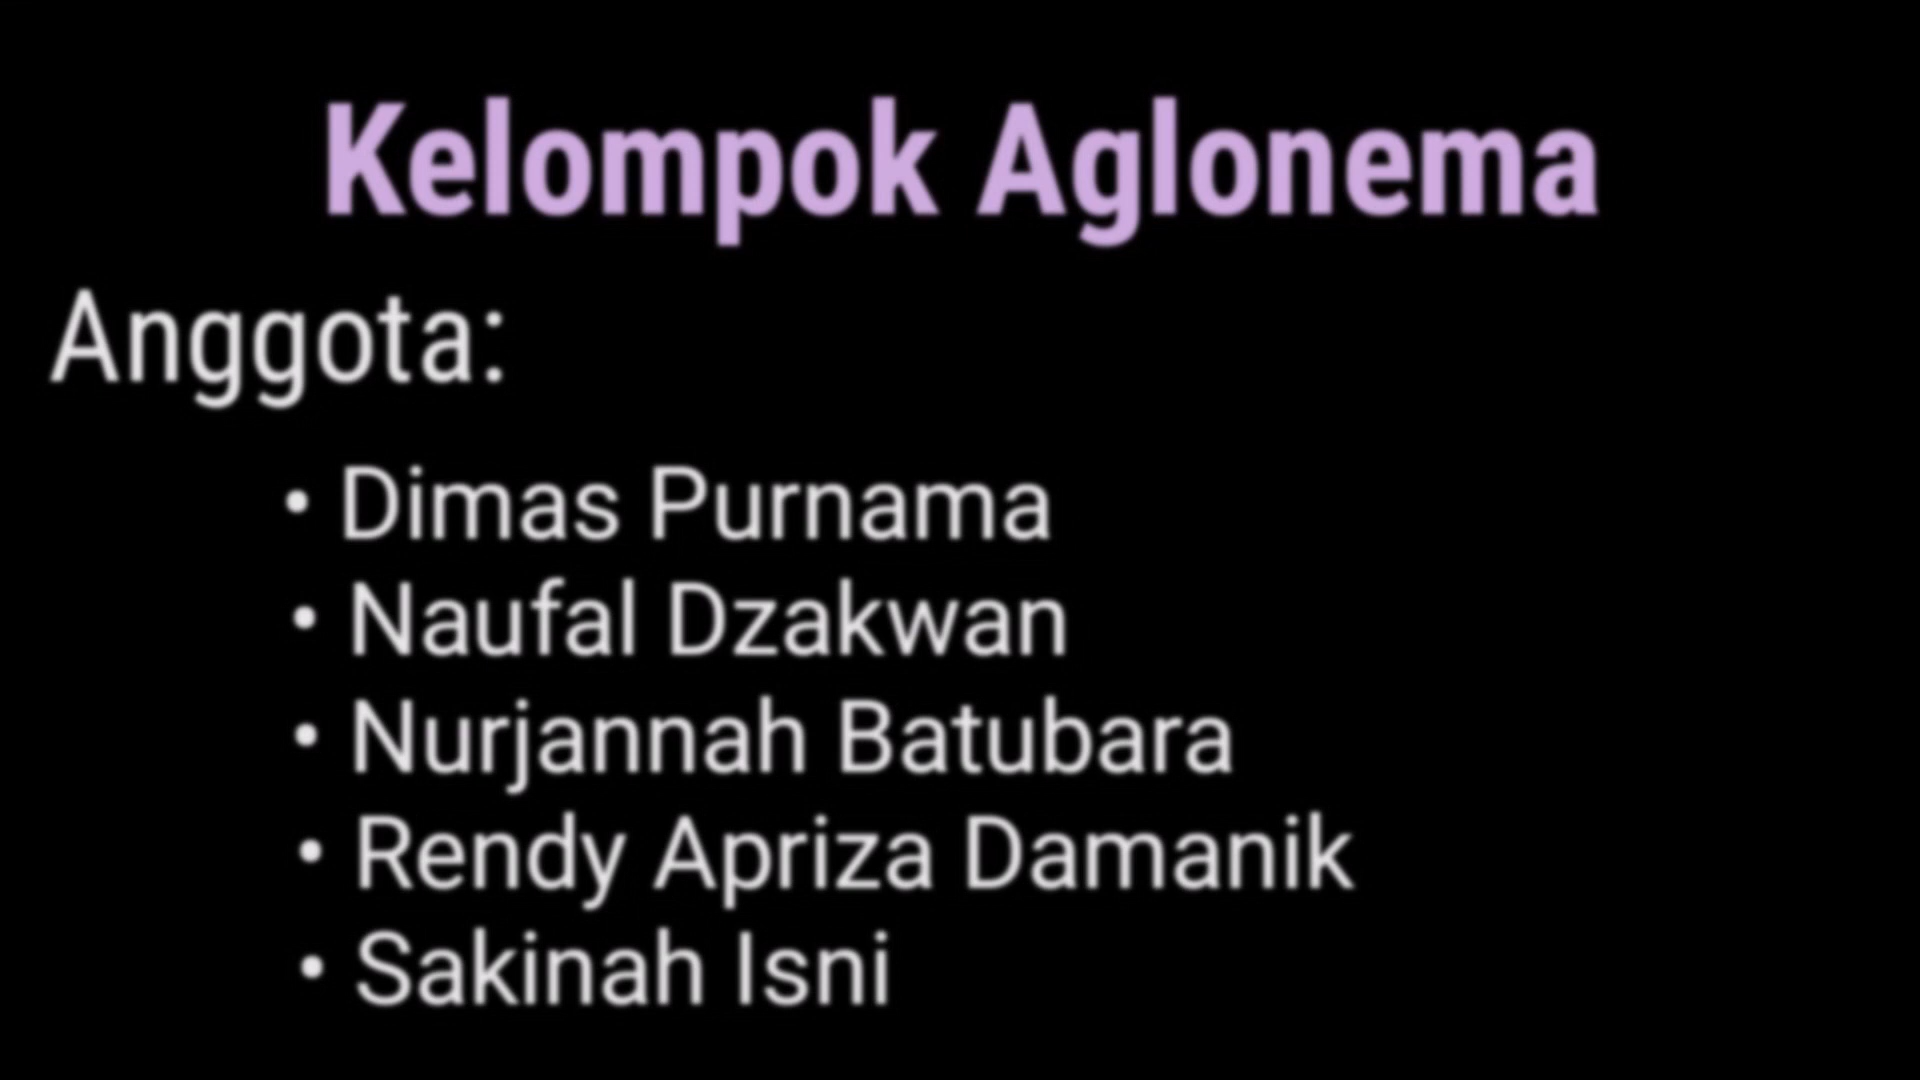 Kelompok Aglonema
Anggota:
• Dimas Purnama
• Naufal Dzakwan
• Nurjannah Batubara
• Rendy Apriza Damanik
• Sakinah Isni